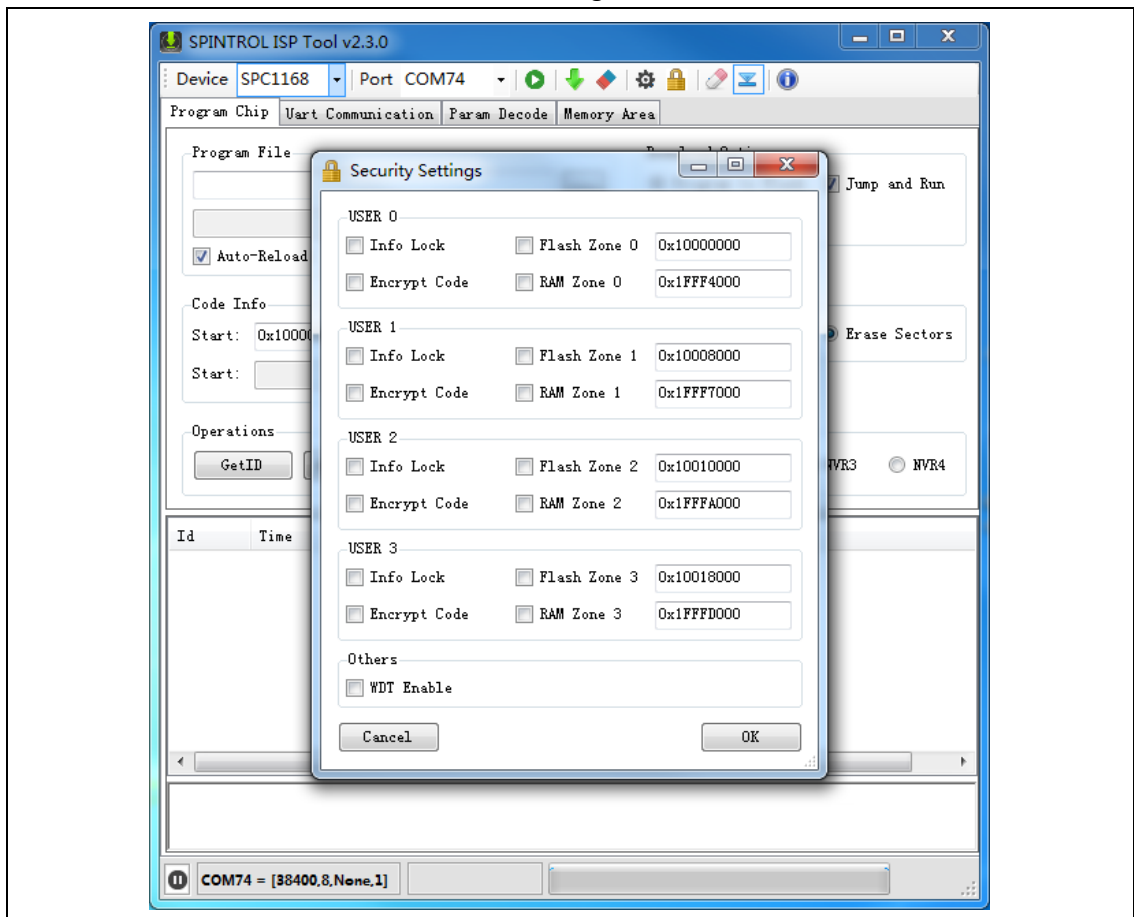 SPINTROL ISP Tool v2.3.0
Device SPC1168 Port COM74
Program Chip Uart Communication Param Decode Memory Area
Program File
Jump and Run
Auto-Reload
Code Info
Start: 0x10000
Erase Sectors
Start:
Operations
GetID NVR3 NVR4
Id Time
Security Settings
USER 0
Info Lock Flash Zone 0 0x10000000
Encrypt Code RAM Zone 0 0x1FFF4000
USER 1
Info Lock Flash Zone 1 0x10008000
Encrypt Code RAM Zone 1 0x1FFF7000
USER 2
Info Lock Flash Zone 2 0x10010000
Encrypt Code RAM Zone 2 0x1FFFA000
USER 3
Info Lock Flash Zone 3 0x10018000
Encrypt Code RAM Zone 3 0x1FFFD000
Others
WDT Enable
Cancel OK
COM74 = [38400,8,None,1]